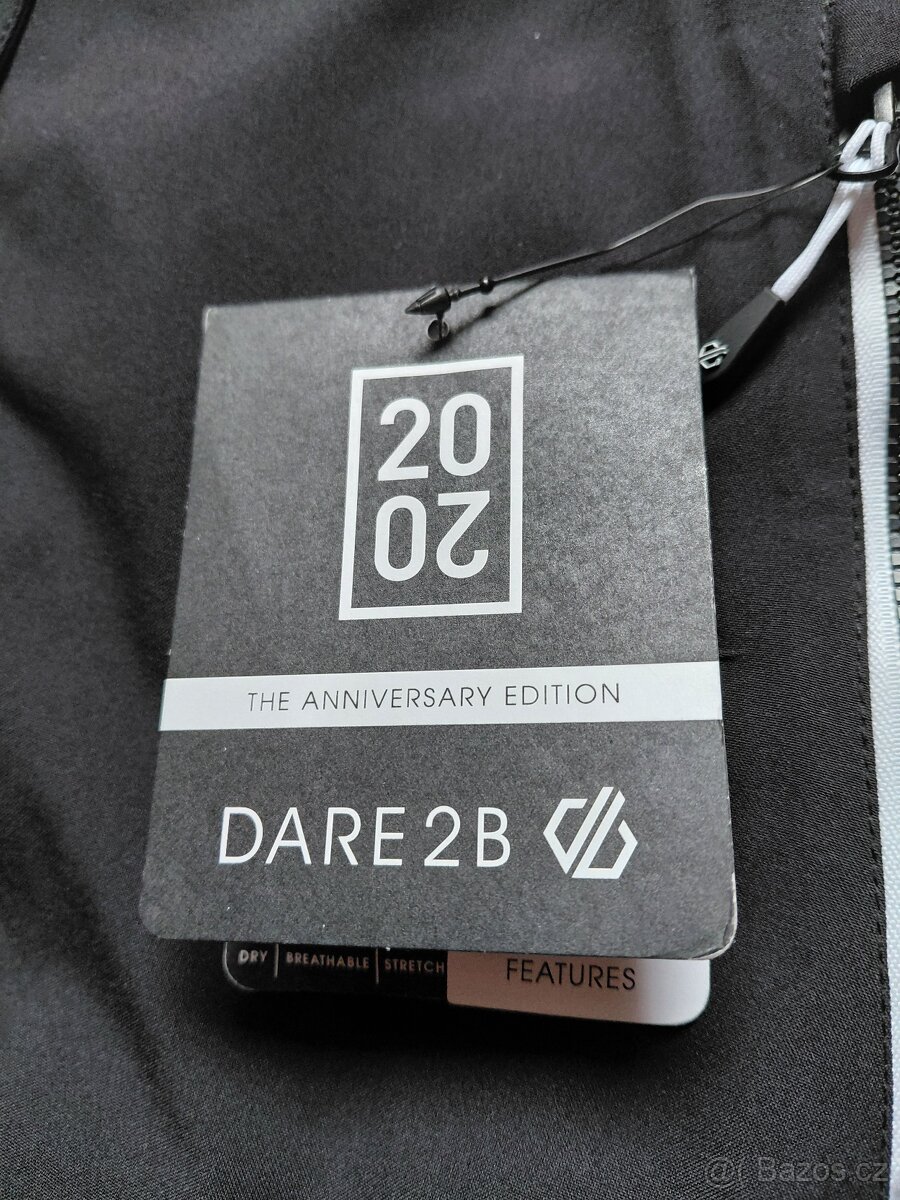 20
20
THE ANNIVERSARY EDITION
DARE 2B
DRY | BREATHABLE | STRETCH
FEATURES
@ Bazos.cz